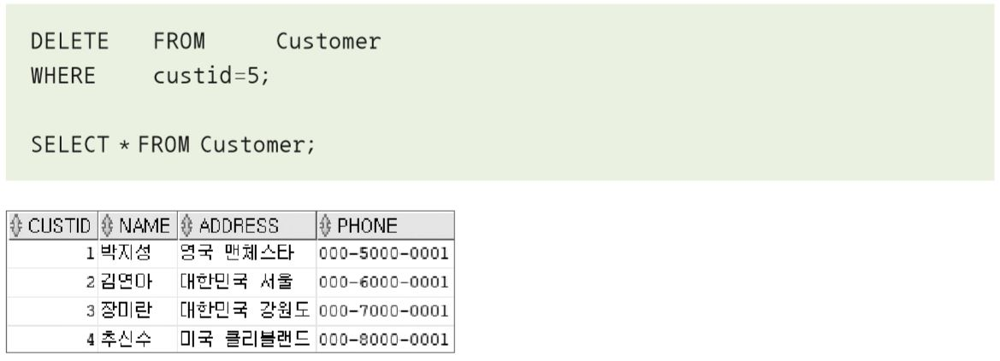 DELETE FROM Customer
WHERE custid=5;
SELECT * FROM Customer;
CUSTID NAME ADDRESS PHONE
1 박지성 영국 맨체스타 000-5000-0001
2 김연아 대한민국 서울 000-6000-0001
3 장미란 대한민국 강원도 000-7000-0001
4 추신수 미국 클리블랜드 000-8000-0001